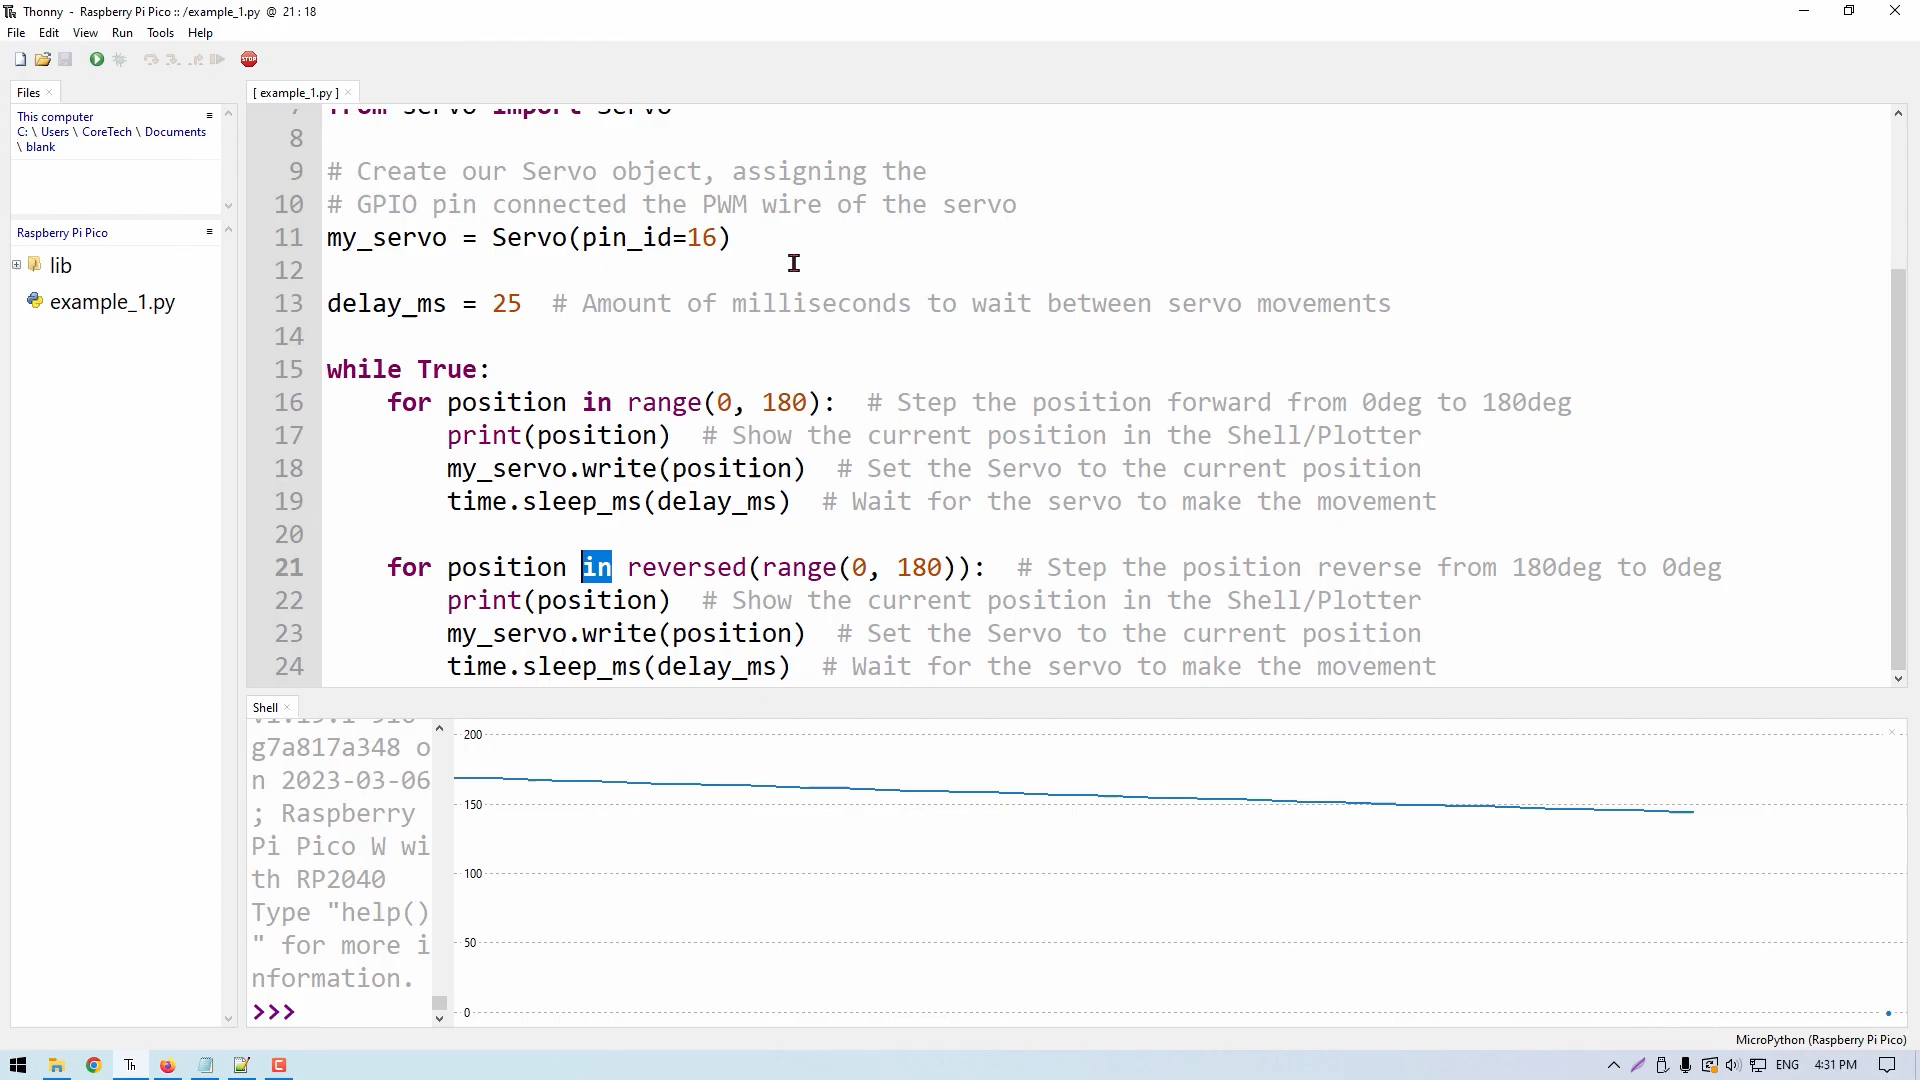 Thonny - Raspberry Pi Pico :: /example_1.py @ 21 : 18
File Edit View Run Tools Help
Files
[ example_1.py ]
This computer
C: \ Users \ CoreTech \ Documents
\ blank
Raspberry Pi Pico
lib
example_1.py
7 from servo import Servo
8
9 # Create our Servo object, assigning the
10 # GPIO pin connected the PWM wire of the servo
11 my_servo = Servo(pin_id=16)
12
13 delay_ms = 25  # Amount of milliseconds to wait between servo movements
14
15 while True:
16     for position in range(0, 180):  # Step the position forward from 0deg to 180deg
17         print(position)  # Show the current position in the Shell/Plotter
18         my_servo.write(position)  # Set the Servo to the current position
19         time.sleep_ms(delay_ms)  # Wait for the servo to make the movement
20
21     for position in reversed(range(0, 180)):  # Step the position reverse from 180deg to 0deg
22         print(position)  # Show the current position in the Shell/Plotter
23         my_servo.write(position)  # Set the Servo to the current position
24         time.sleep_ms(delay_ms)  # Wait for the servo to make the movement
Shell
g7a817a348 o
n 2023-03-06
; Raspberry
Pi Pico W wi
th RP2040
Type "help()
" for more i
nformation.
>>>
200
150
100
50
0
MicroPython (Raspberry Pi Pico)
ENG 4:31 PM